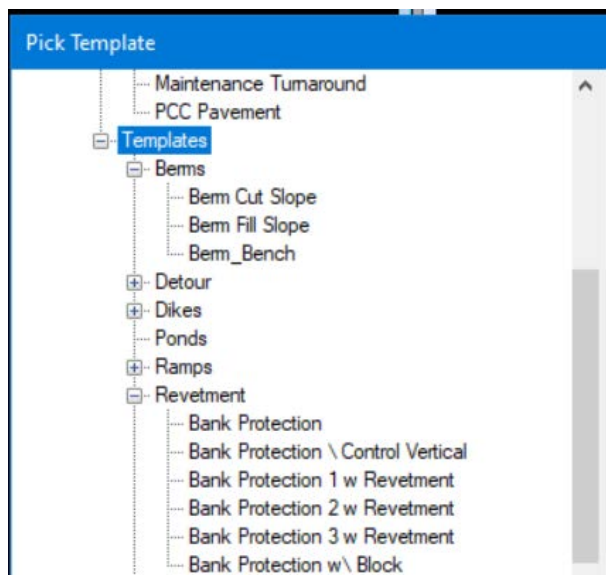 Pick Template
Maintenance Turnaround
PCC Pavement
Templates
Berms
Berm Cut Slope
Berm Fill Slope
Berm_Bench
Detour
Dikes
Ponds
Ramps
Revetment
Bank Protection
Bank Protection \ Control Vertical
Bank Protection 1 w Revetment
Bank Protection 2 w Revetment
Bank Protection 3 w Revetment
Bank Protection w\ Block